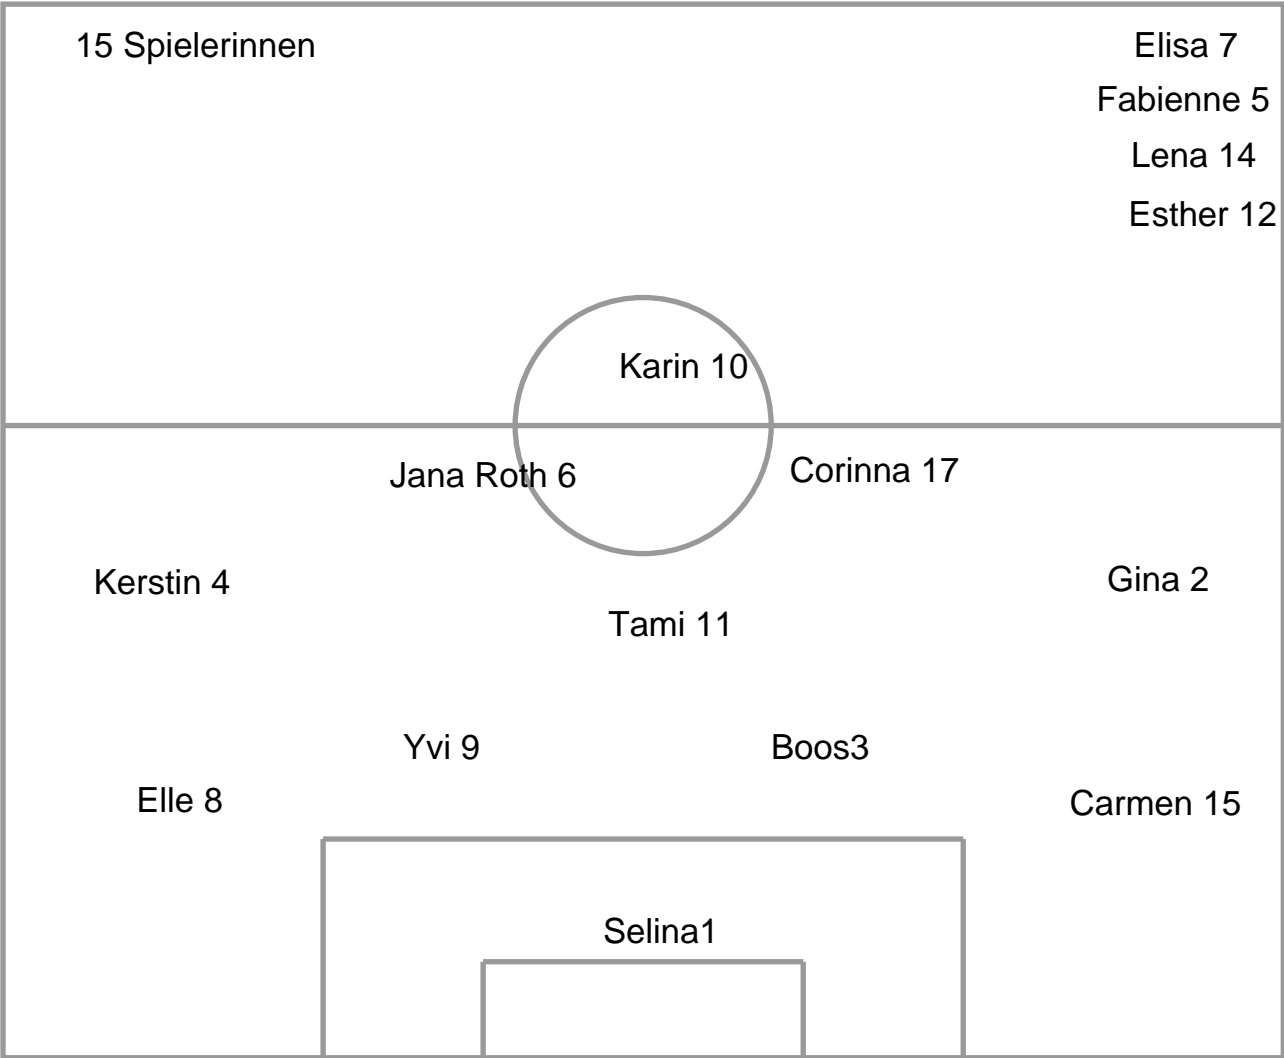 15 Spielerinnen
Elisa 7
Fabienne 5
Lena 14
Esther 12
Karin 10
Jana Roth 6
Corinna 17
Kerstin 4
Gina 2
Tami 11
Yvi 9
Boos3
Elle 8
Carmen 15
Selina1